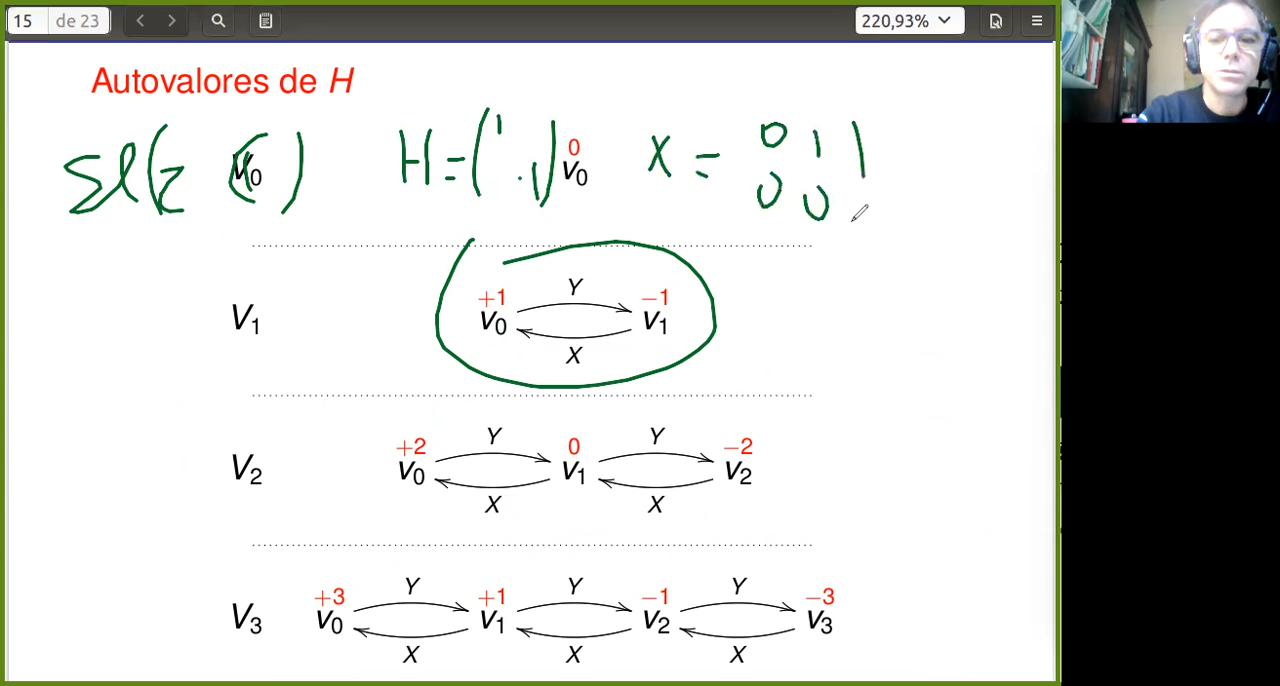 15 de 23 220,93%
Autovalores de H
sl(2, C) H = (1 -1) X = 0 1
0 0
V0 0 v0
V1 +1 v0 Y X -1 v1
V2 +2 v0 Y X 0 v1 Y X -2 v2
V3 +3 v0 Y X +1 v1 Y X -1 v2 Y X -3 v3